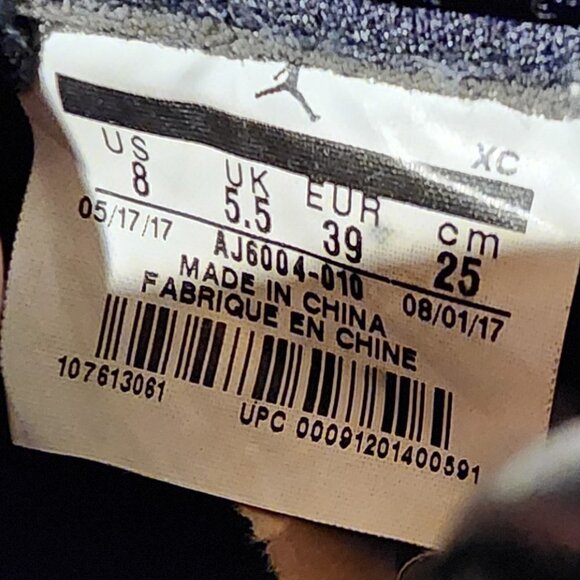 XC
US UK EUR cm
8 5.5 39 25
05/17/17 AJ6004-010 08/01/17
MADE IN CHINA
FABRIQUE EN CHINE
107613061 UPC 00091201400591